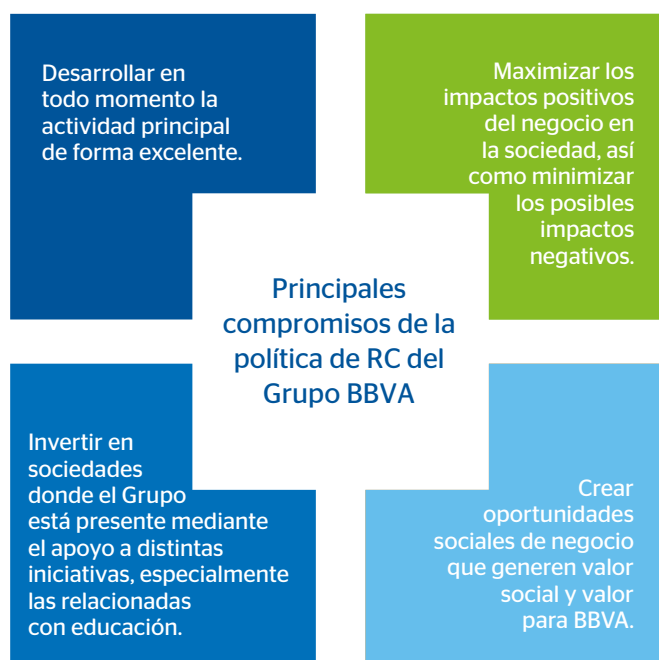 Desarrollar en
todo momento la
actividad principal
de forma excelente.
Maximizar los
impactos positivos
del negocio en
la sociedad, así
como minimizar
los posibles
impactos
negativos.
Principales
compromisos de la
política de RC del
Grupo BBVA
Invertir en
sociedades
donde el Grupo
está presente mediante
el apoyo a distintas
iniciativas, especialmente
las relacionadas
con educación.
Crear
oportunidades
sociales de negocio
que generen valor
social y valor
para BBVA.